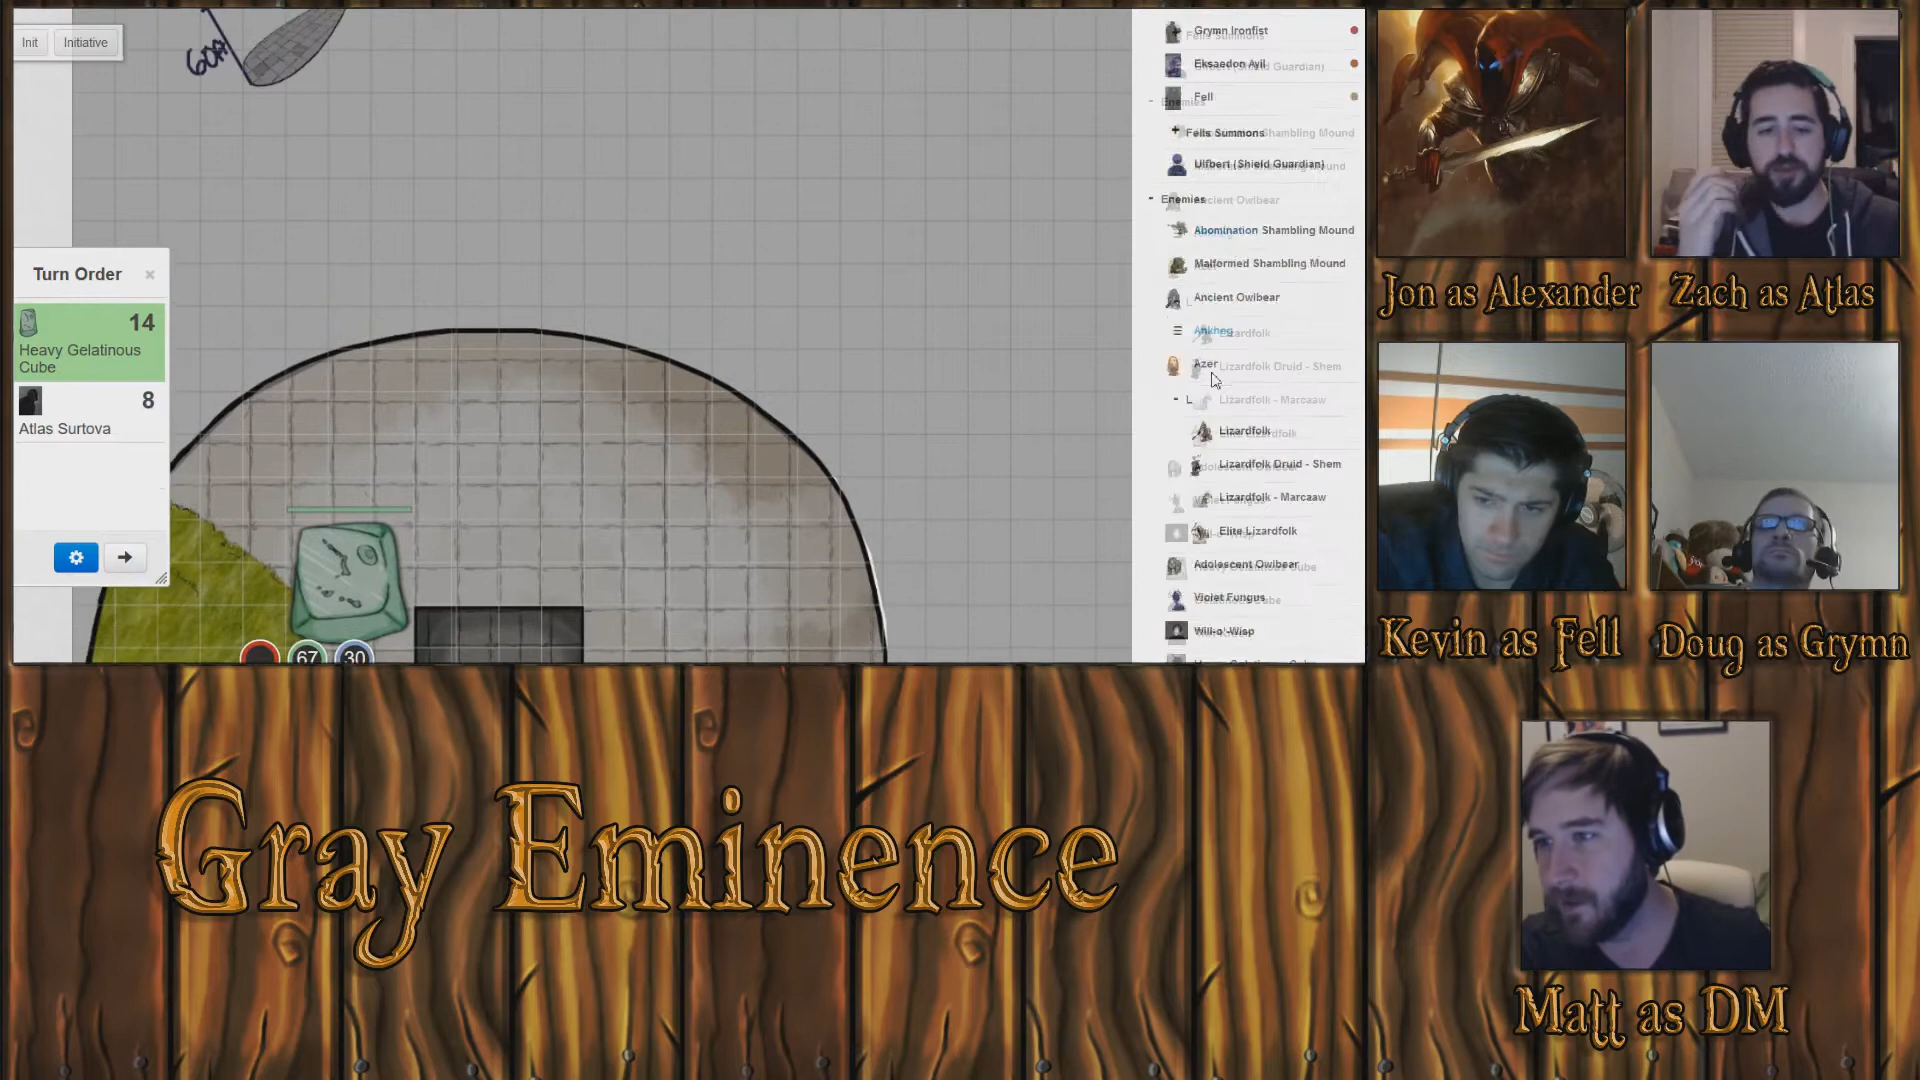 Init
Initiative
60ft
Turn Order
14
Heavy Gelatinous
Cube
8
Atlas Surtova
67
30
Grymn Ironfist
Eksaedon Avil
Fell
Fells Summons
Ulfbert (Shield Guardian)
Enemies
Abomination Shambling Mound
Malformed Shambling Mound
Ancient Owlbear
Ankheg
Azer
L
Lizardfolk
Lizardfolk Druid - Shem
Lizardfolk - Marcaaw
Elite Lizardfolk
Adolescent Owlbear
Violet Fungus
Will-o'-Wisp
Jon as Alexander
Zach as Atlas
Kevin as Fell
Doug as Grymn
Gray Eminence
Matt as DM